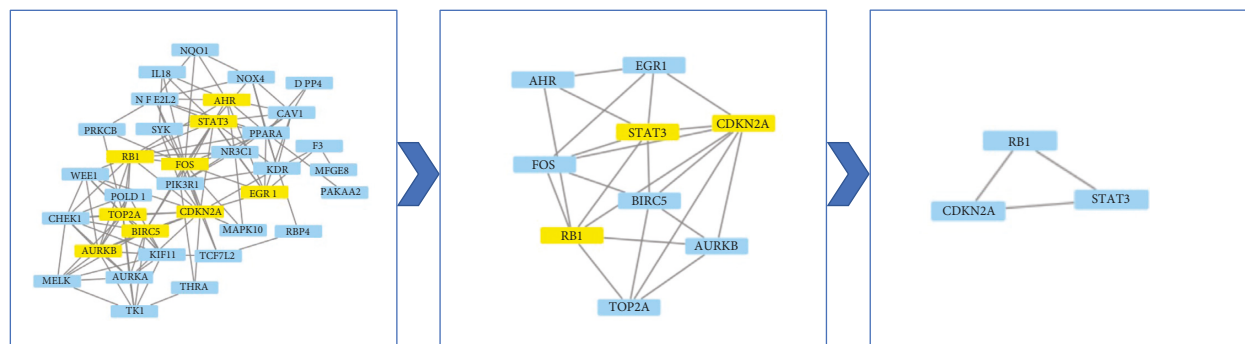 NQO1
IL18
NOX4
D PP4
N F E2L2
AHR
CAV1
STAT3
PRKCB
SYK
PPARA
F3
RB1
NR3C1
FOS
KDR
MFGE8
WEE1
PIK3R1
PAKAA2
POLD 1
EGR 1
CHEK1
TOP2A
CDKN2A
BIRC5
MAPK10
RBP4
AURKB
KIF11
TCF7L2
MELK
AURKA
THRA
TK1
EGR1
AHR
CDKN2A
STAT3
FOS
BIRC5
RB1
AURKB
TOP2A
RB1
STAT3
CDKN2A